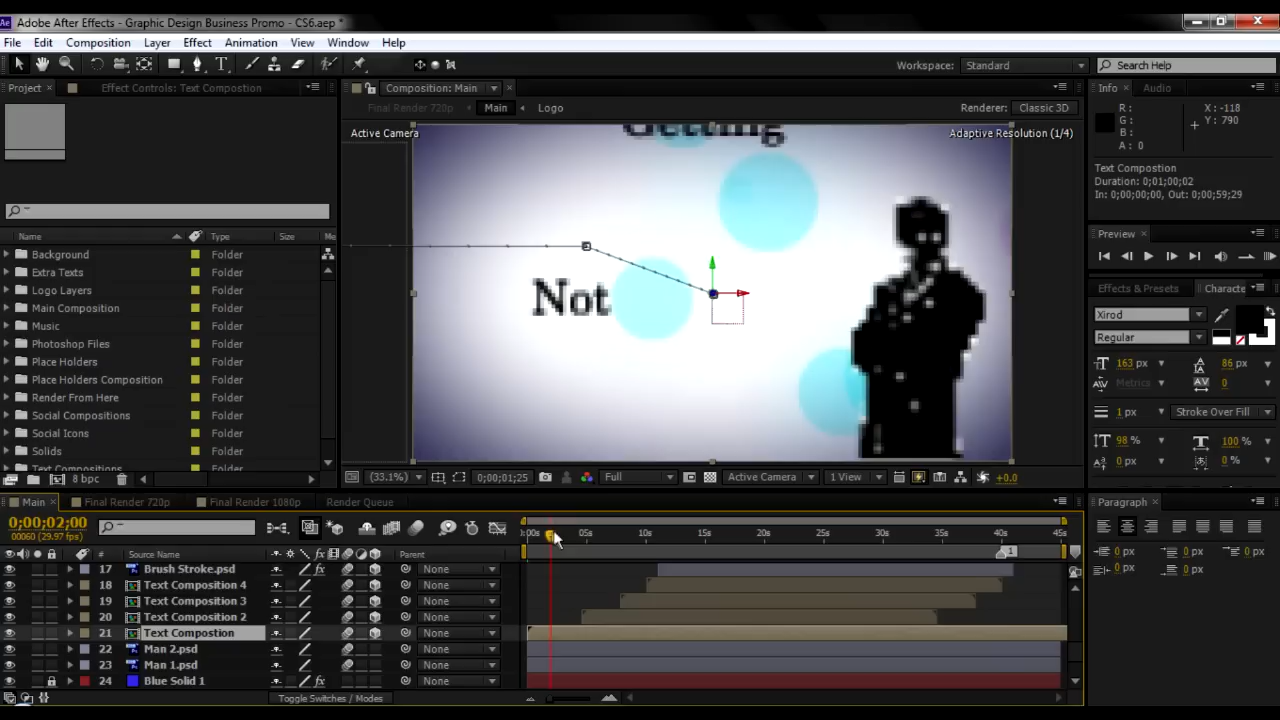 Adobe After Effects - Graphic Design Business Promo - CS6.aep *
File Edit Composition Layer Effect Animation View Window Help
Workspace: Standard Search Help
Project Effect Controls: Text Compostion
Composition: Main
Info Audio
Final Render 720p Main Logo
Renderer: Classic 3D
Active Camera
Adaptive Resolution (1/4)
Getting
Not
R:
G:
B:
A: 0
X: -118
Y: 790
Text Compostion
Duration: 0;01;00;02
In: 0;00;00;00, Out: 0;00;59;29
Preview
Effects & Presets Characte
Xirod
Regular
163 px 86 px
Metrics 0
1 px Stroke Over Fill
98 % 100 %
0 px 0 %
Name Type Size Me
Background Folder
Extra Texts Folder
Logo Layers Folder
Main Composition Folder
Music Folder
Photoshop Files Folder
Place Holders Folder
Place Holders Composition Folder
Render From Here Folder
Social Compositions Folder
Social Icons Folder
Solids Folder
Text Compositions Folder
8 bpc
(33.1%) 0;00;01;25 Full Active Camera 1 View +0.0
Main Final Render 720p Final Render 1080p Render Queue
0;00;02;00
00060 (29.97 fps)
:00s 05s 10s 15s 20s 25s 30s 35s 40s 45s
# Source Name Parent
1
17 Brush Stroke.psd None
18 Text Composition 4 None
19 Text Composition 3 None
20 Text Composition 2 None
21 Text Compostion None
22 Man 2.psd None
23 Man 1.psd None
24 Blue Solid 1 None
Toggle Switches / Modes
Paragraph
0 px 0 px 0 px
0 px 0 px